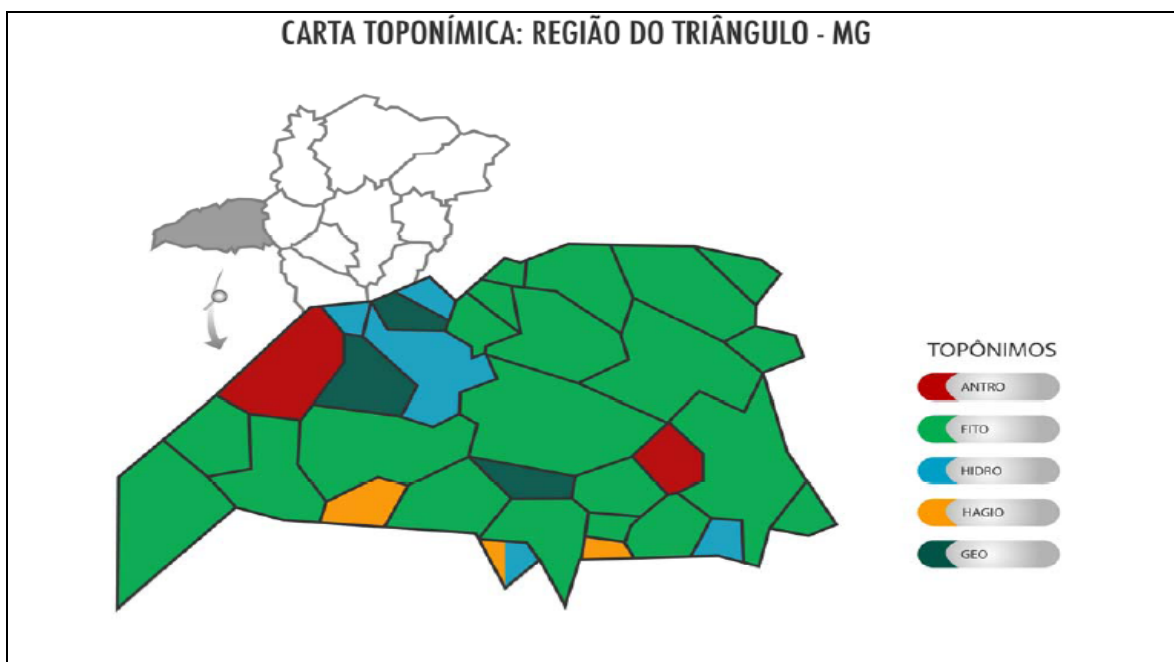 CARTA TOPONÍMICA: REGIÃO DO TRIÂNGULO - MG
TOPÔNIMOS
ANTRO
FITO
HIDRO
HAGIO
GEO